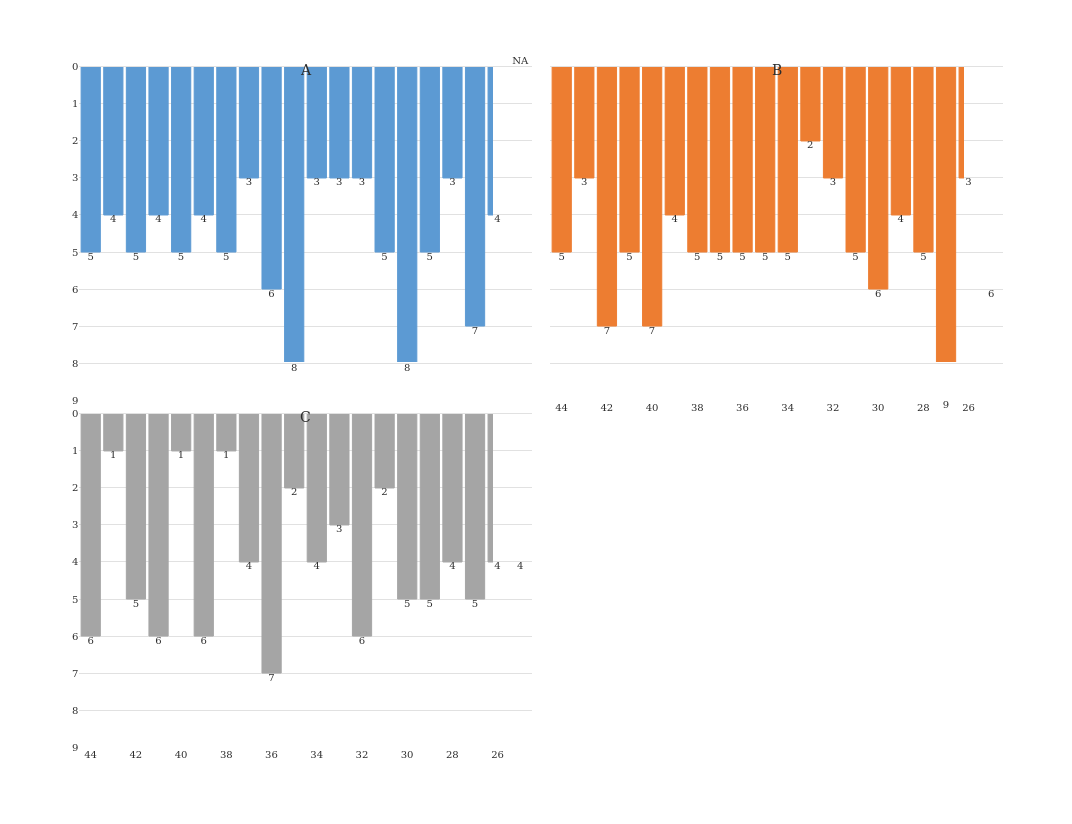 NA
0
A
B
1
2
2
3 3 3 3 3 3 3 3
4 4 4 4 4 4 4
5 5 5 5 5 5 5 5 5 5 5 5 5 5 5 5
6 6 6 6
7 7 7 7
8 8 8
9
44 42 40 38 36 34 32 30 28 9 26
0
C
1 1 1 1
2 2 2
3 3
4 4 4 4 4 4
5 5 5 5 5
6 6 6 6 6
7 7
8
9
44 42 40 38 36 34 32 30 28 26